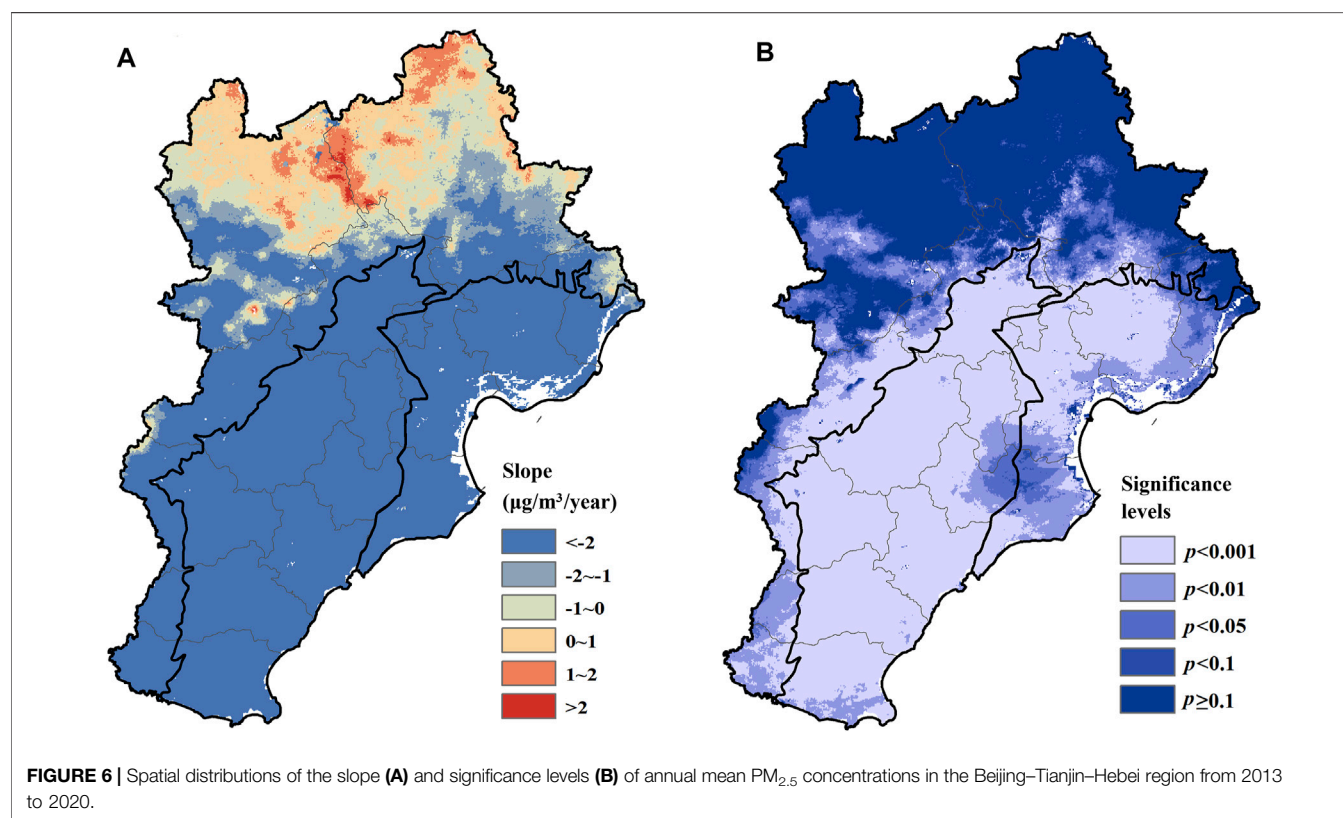 A
B
Slope
(µg/m³/year)
<-2
-2~-1
-1~0
0~1
1~2
>2
Significance
levels
p<0.001
p<0.01
p<0.05
p<0.1
p≥0.1
FIGURE 6 | Spatial distributions of the slope (A) and significance levels (B) of annual mean PM2.5 concentrations in the Beijing–Tianjin–Hebei region from 2013
to 2020.